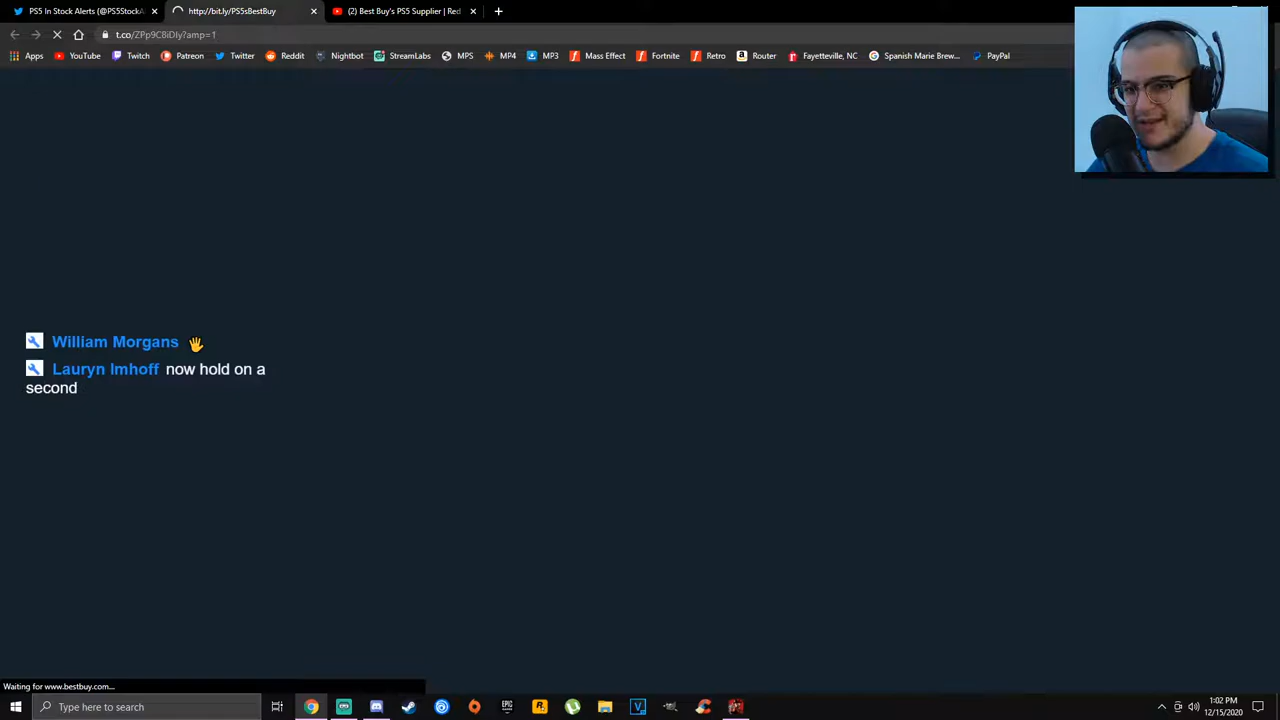 PS5 In Stock Alerts (@PS5StockA
http://bit.ly/PS5sBestBuy
(2) Best Buy's PS5 Supplier | Red
t.co/ZPp9C8iDIy?amp=1
Apps YouTube Twitch Patreon Twitter Reddit Nightbot StreamLabs MPS MP4 MP3 Mass Effect Fortnite Retro Router Fayetteville, NC Spanish Marie Brew... PayPal
William Morgans
Lauryn Imhoff now hold on a
second
Waiting for www.bestbuy.com...
Type here to search
1:02 PM
12/15/2020